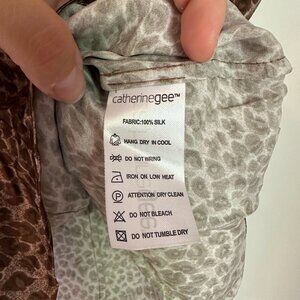 catherinegee™
FABRIC:100% SILK
HANG DRY IN COOL
DO NOT WRING
IRON ON LOW HEAT
ATTENTION DRY CLEAN
DO NOT BLEACH
DO NOT TUMBLE DRY